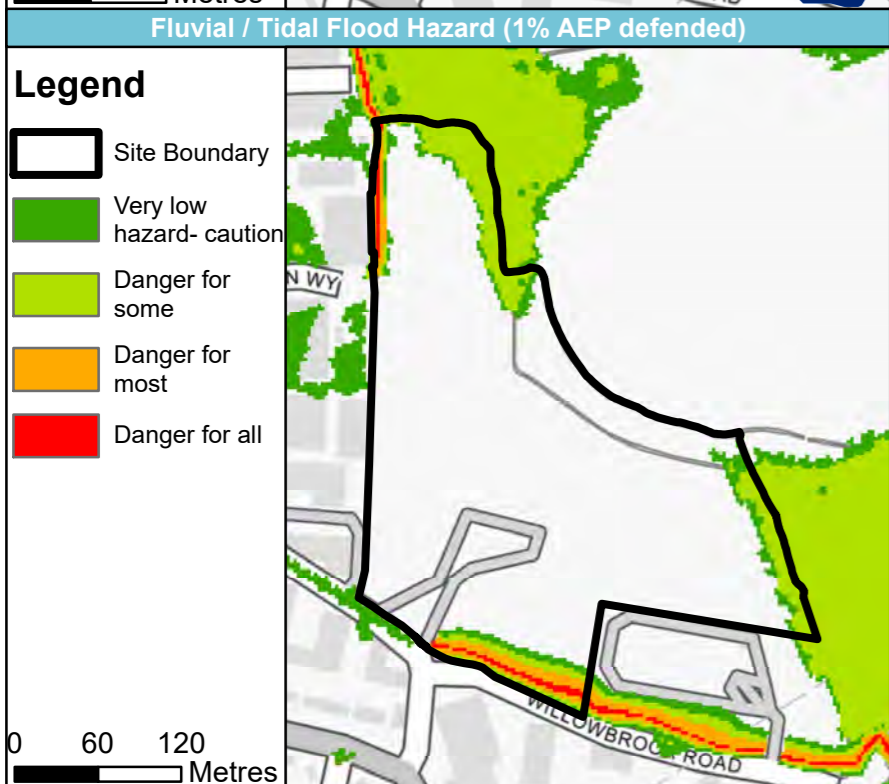 Metres
Fluvial / Tidal Flood Hazard (1% AEP defended)
Legend
Site Boundary
Very low
hazard- caution
Danger for
some
Danger for
most
Danger for all
0 60 120
Metres
N WY
WILLOWBROOK ROAD